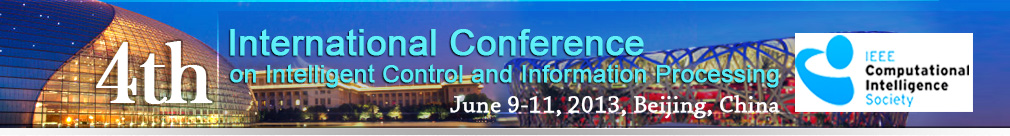 4th
International Conference
on Intelligent Control and Information Processing
June 9-11, 2013, Beijing, China
IEEE
Computational
Intelligence
Society